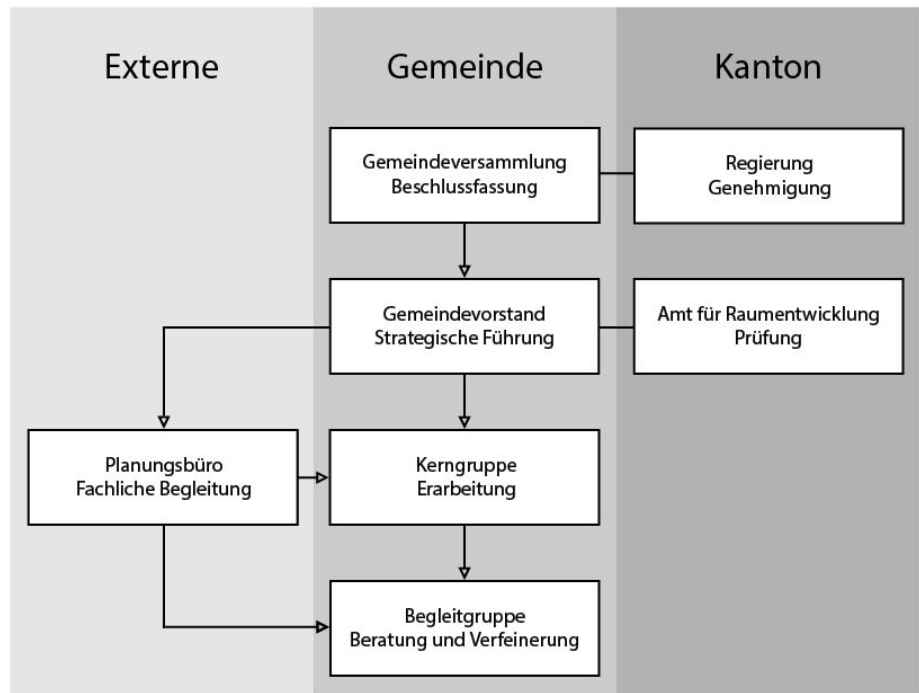 Externe
Gemeinde
Kanton
Gemeindeversammlung
Beschlussfassung
Regierung
Genehmigung
Gemeindevorstand
Strategische Führung
Amt für Raumentwicklung
Prüfung
Planungsbüro
Fachliche Begleitung
Kerngruppe
Erarbeitung
Begleitgruppe
Beratung und Verfeinerung